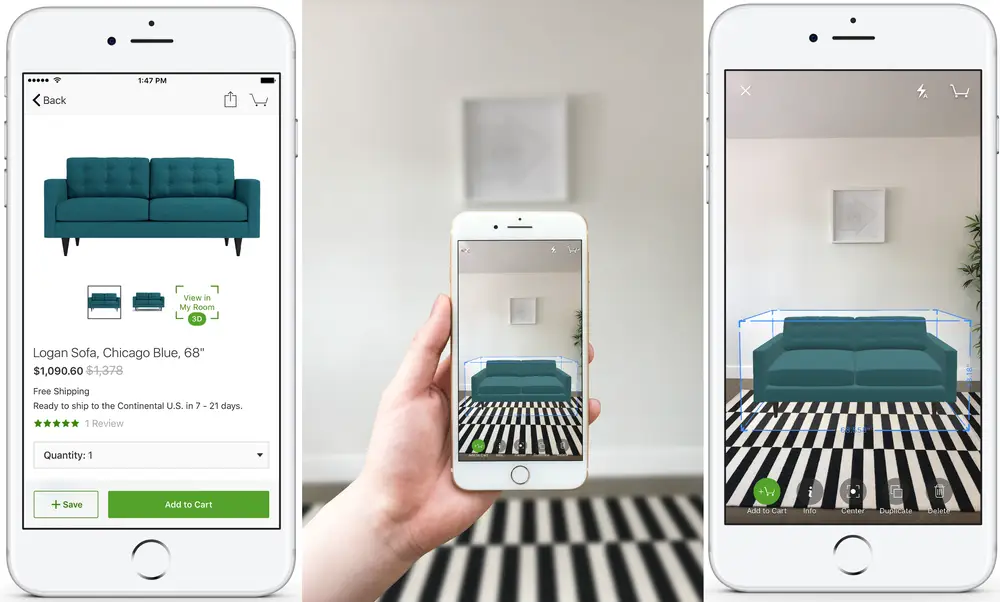 1:47 PM
Back
View in
My Room
3D
Logan Sofa, Chicago Blue, 68"
$1,090.60 $1,378
Free Shipping
Ready to ship to the Continental U.S. in 7 - 21 days.
1 Review
Quantity: 1
+ Save
Add to Cart
Add to Cart
Info
Center
Duplicate
Delete